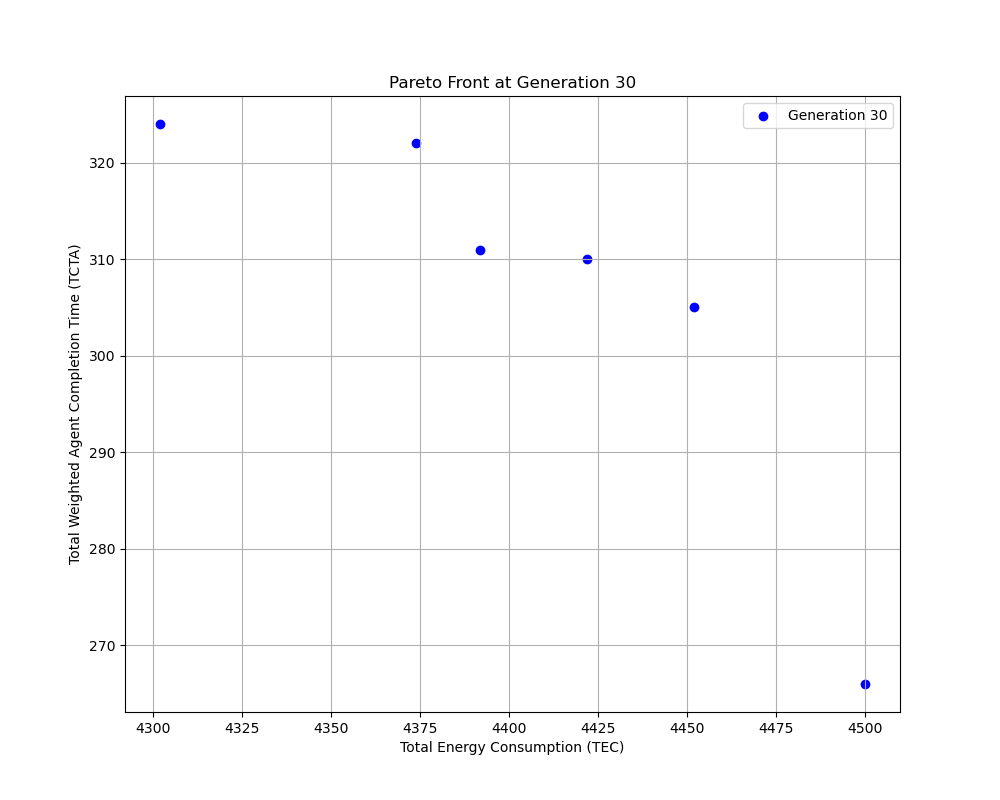 Pareto Front at Generation 30
Generation 30
Total Weighted Agent Completion Time (TCTA)
320
310
300
290
280
270
4300 4325 4350 4375 4400 4425 4450 4475 4500
Total Energy Consumption (TEC)